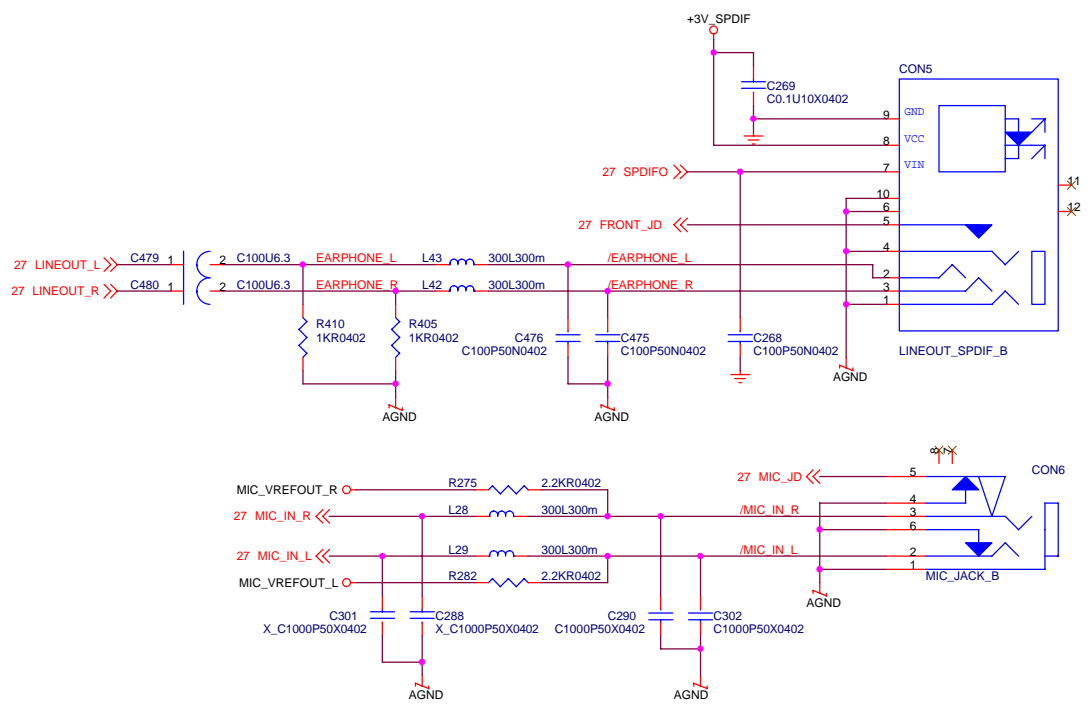 +3V_SPDIF
CON5
C269
C0.1U10X0402
9 GND
8 VCC
27 SPDIFO 7 VIN
11
10
12
6
27 FRONT_JD 5
4
27 LINEOUT_L C479 1 2 C100U6.3 EARPHONE_L L43 300L300m /EARPHONE_L 2
27 LINEOUT_R C480 1 2 C100U6.3 EARPHONE_R L42 300L300m /EARPHONE_R 3
1
R410
1KR0402
R405
1KR0402
C476
C100P50N0402
C475
C100P50N0402
C268
C100P50N0402
LINEOUT_SPDIF_B
AGND
AGND
AGND
8 7
CON6
27 MIC_JD 5
MIC_VREFOUT_R R275 2.2KR0402
4
27 MIC_IN_R L28 300L300m /MIC_IN_R 3
6
27 MIC_IN_L L29 300L300m /MIC_IN_L 2
1
MIC_JACK_B
MIC_VREFOUT_L R282 2.2KR0402
AGND
C301
X_C1000P50X0402
C288
X_C1000P50X0402
C290
C1000P50X0402
C302
C1000P50X0402
AGND
AGND